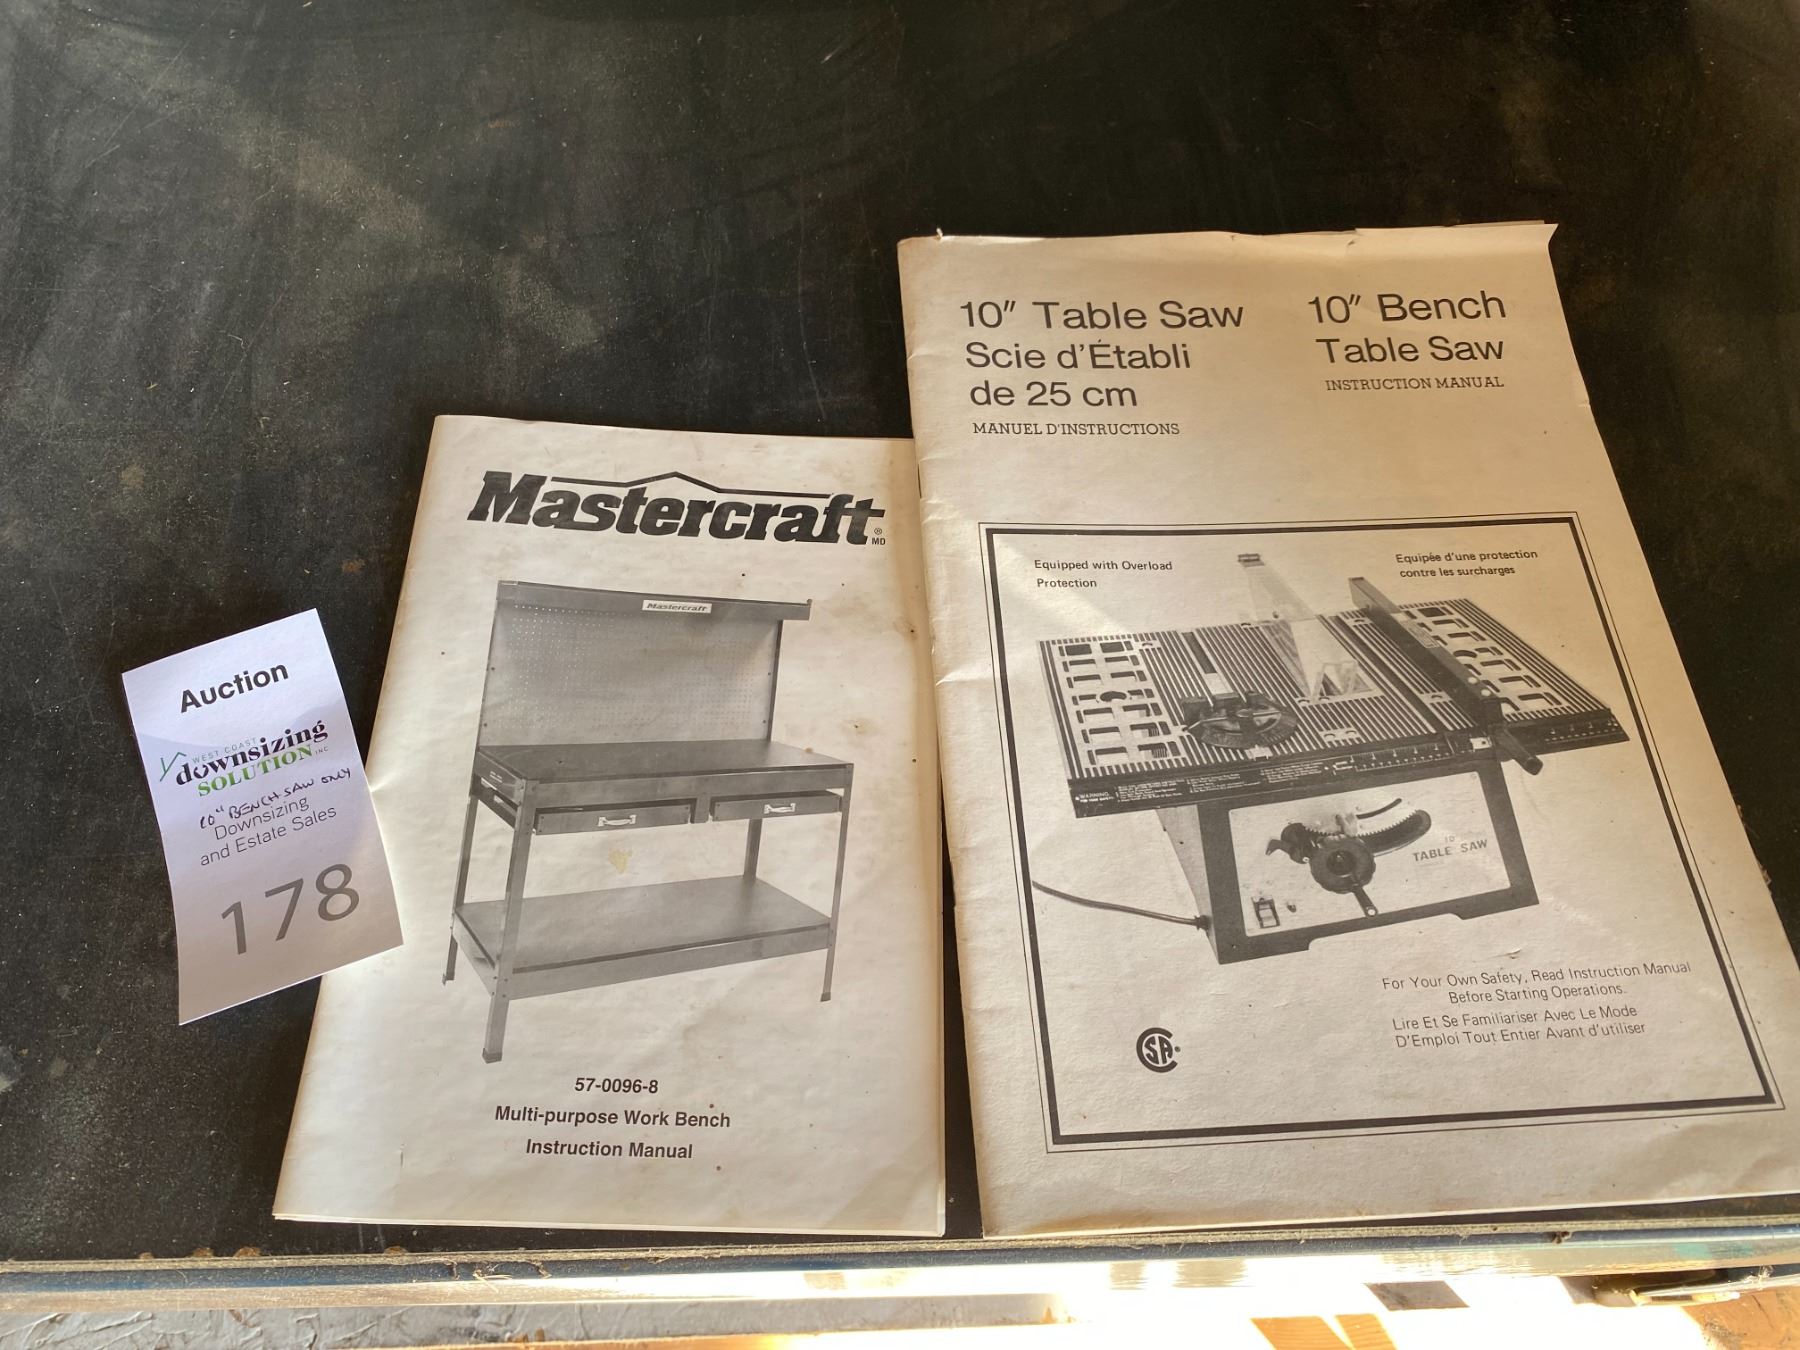 Auction
WEST COAST
downsizing
SOLUTION INC
10" BENCH SAW ONLY
Downsizing
and Estate Sales
178
Mastercraft
® MD
Mastercraft
57-0096-8
Multi-purpose Work Bench
Instruction Manual
10" Table Saw
Scie d'Établi
de 25 cm
MANUEL D'INSTRUCTIONS
10" Bench
Table Saw
INSTRUCTION MANUAL
Equipped with Overload
Protection
Equipée d'une protection
contre les surcharges
WARNING
10"
TABLE SAW
For Your Own Safety, Read Instruction Manual
Before Starting Operations.
Lire Et Se Familiariser Avec Le Mode
D'Emploi Tout Entier Avant d'utiliser
CSA